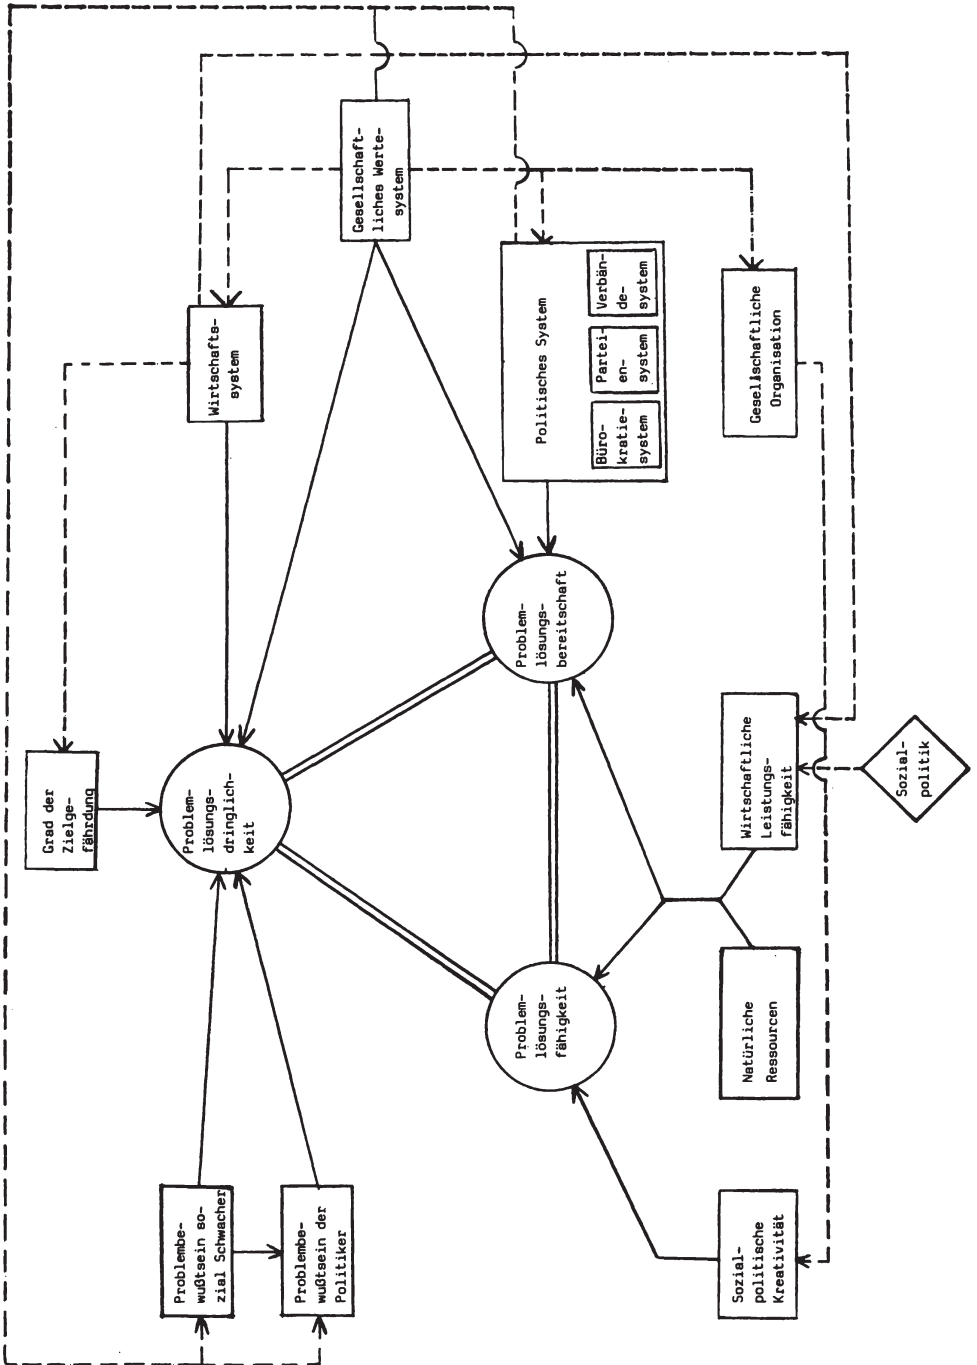 Problembe-
wußtsein so-
zial Schwacher
Problembe-
wußtsein der
Politiker
Grad der
Zielge-
fährdung
Problem-
lösungs-
dringlich-
keit
Wirtschafts-
system
Gesellschaft-
liches Werte-
system
Problem-
lösungs-
fähigkeit
Problem-
lösungs-
bereitschaft
Politisches System
Büro-
kratie-
system
Partei-
en-
system
Verbän-
de-
system
Sozial-
politische
Kreativität
Natürliche
Ressourcen
Wirtschaftliche
Leistungs-
fähigkeit
Gesellschaftliche
Organisation
Sozial-
politik